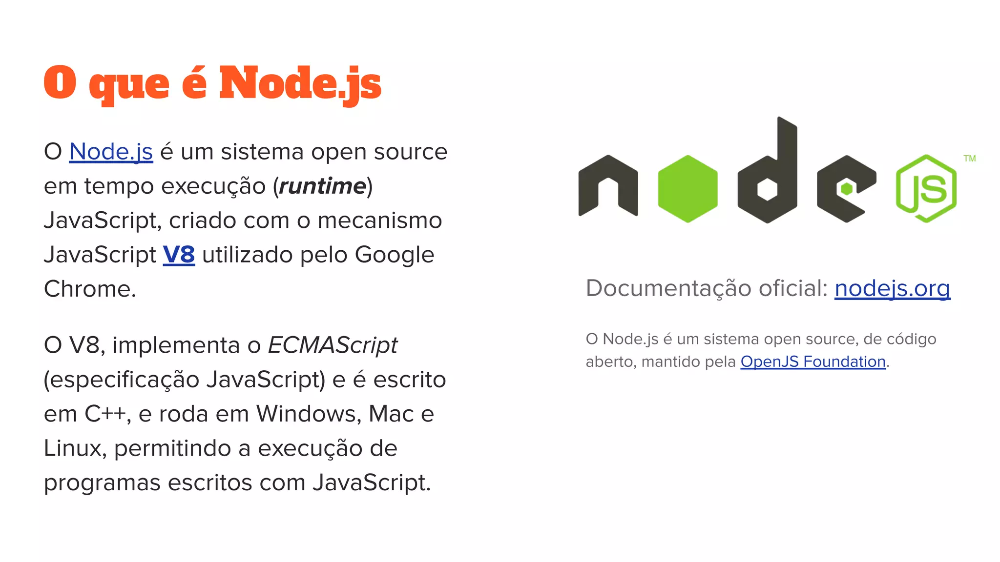 O que é Node.js
O Node.js é um sistema open source
em tempo execução (runtime)
JavaScript, criado com o mecanismo
JavaScript V8 utilizado pelo Google
Chrome.
O V8, implementa o ECMAScript
(especificação JavaScript) e é escrito
em C++, e roda em Windows, Mac e
Linux, permitindo a execução de
programas escritos com JavaScript.
node JS TM
Documentação oficial: nodejs.org
O Node.js é um sistema open source, de código
aberto, mantido pela OpenJS Foundation.